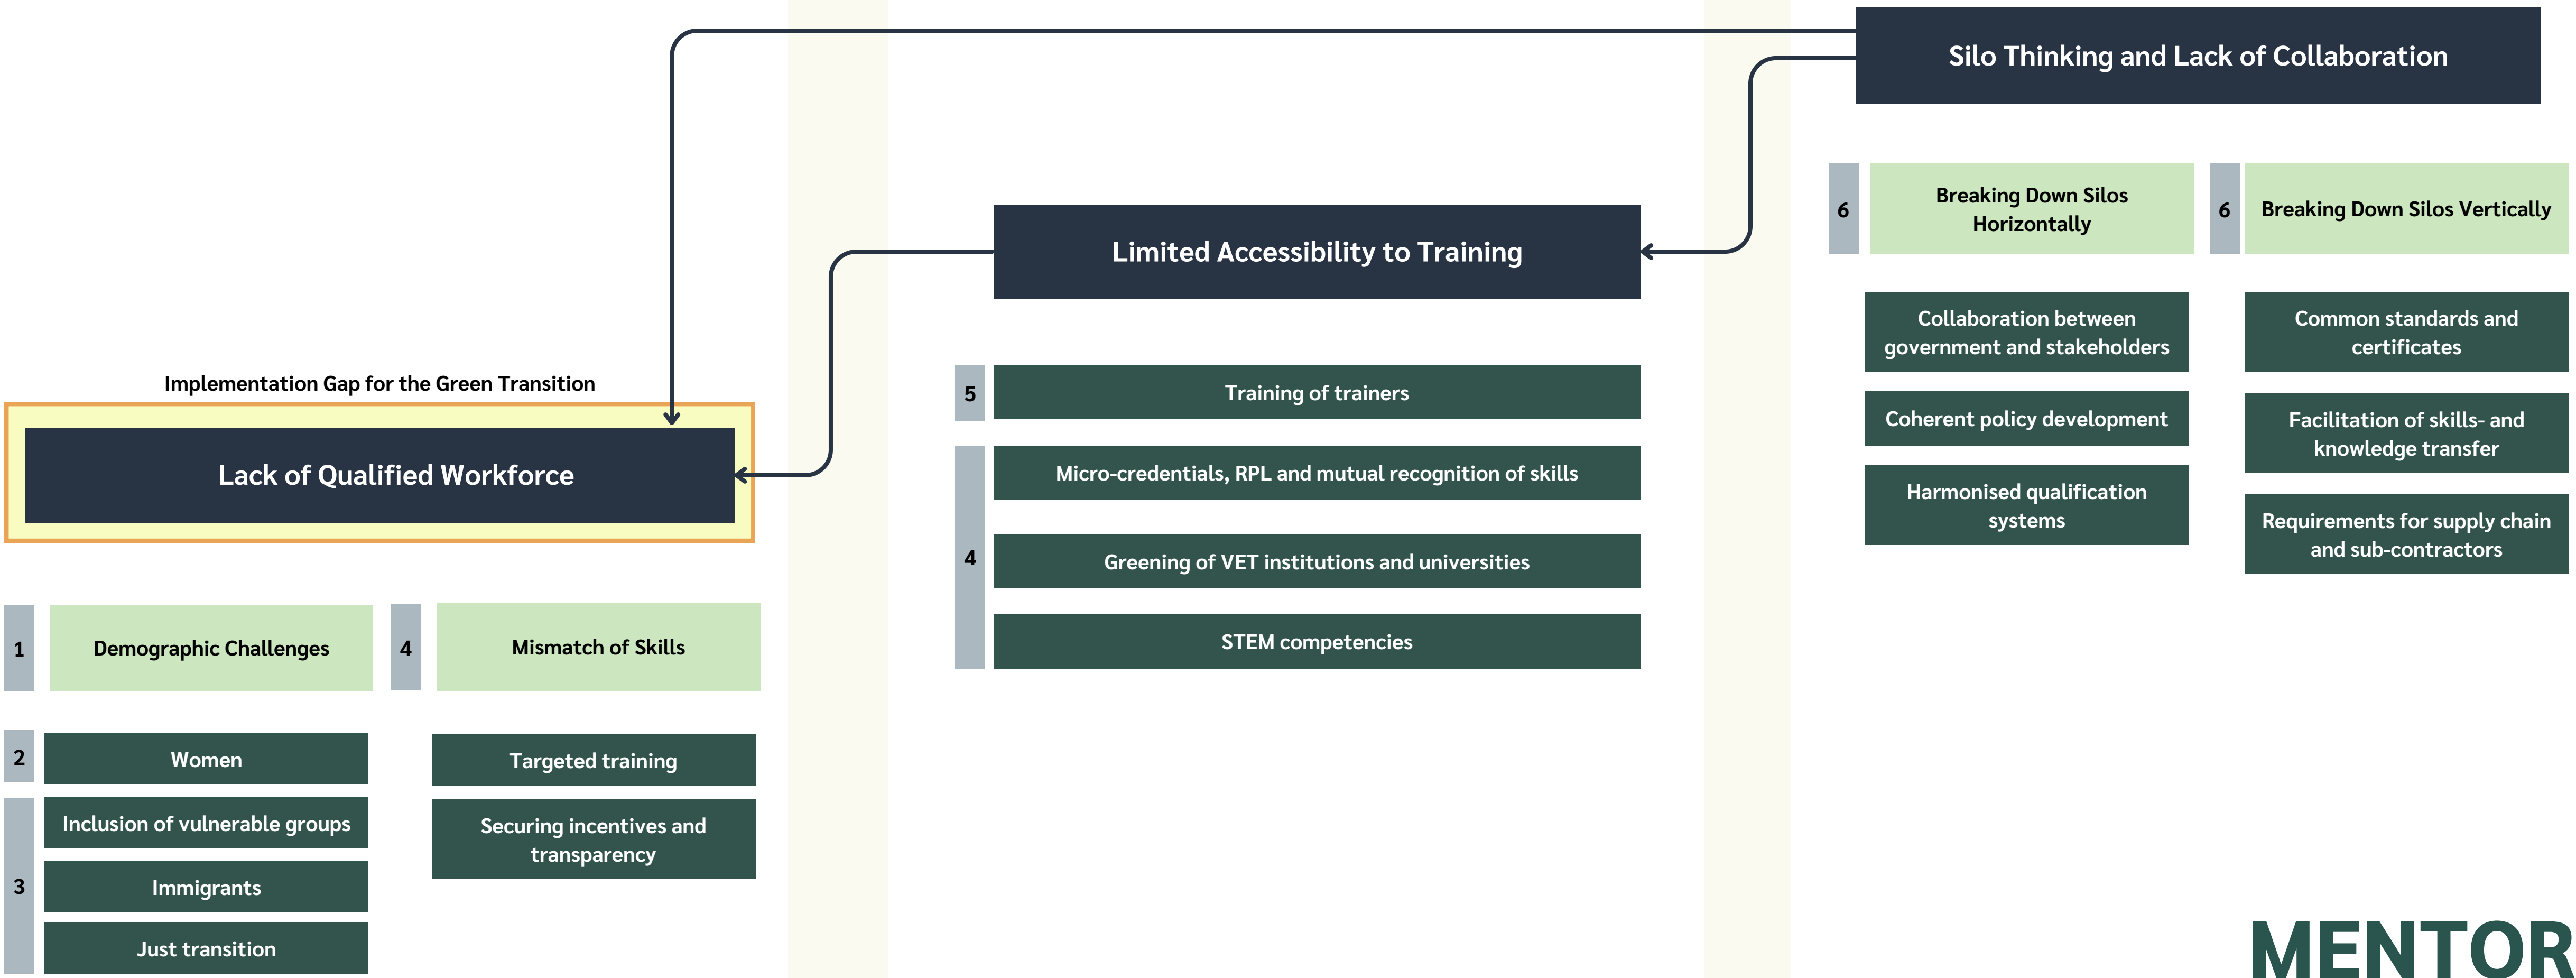 Silo Thinking and Lack of Collaboration
6
Breaking Down Silos
Horizontally
6
Breaking Down Silos Vertically
Collaboration between
government and stakeholders
Coherent policy development
Harmonised qualification
systems
Common standards and
certificates
Facilitation of skills- and
knowledge transfer
Requirements for supply chain
and sub-contractors
Limited Accessibility to Training
5
Training of trainers
4
Micro-credentials, RPL and mutual recognition of skills
Greening of VET institutions and universities
STEM competencies
Implementation Gap for the Green Transition
Lack of Qualified Workforce
1
Demographic Challenges
2
Women
3
Inclusion of vulnerable groups
Immigrants
Just transition
4
Mismatch of Skills
Targeted training
Securing incentives and
transparency
MENTOR